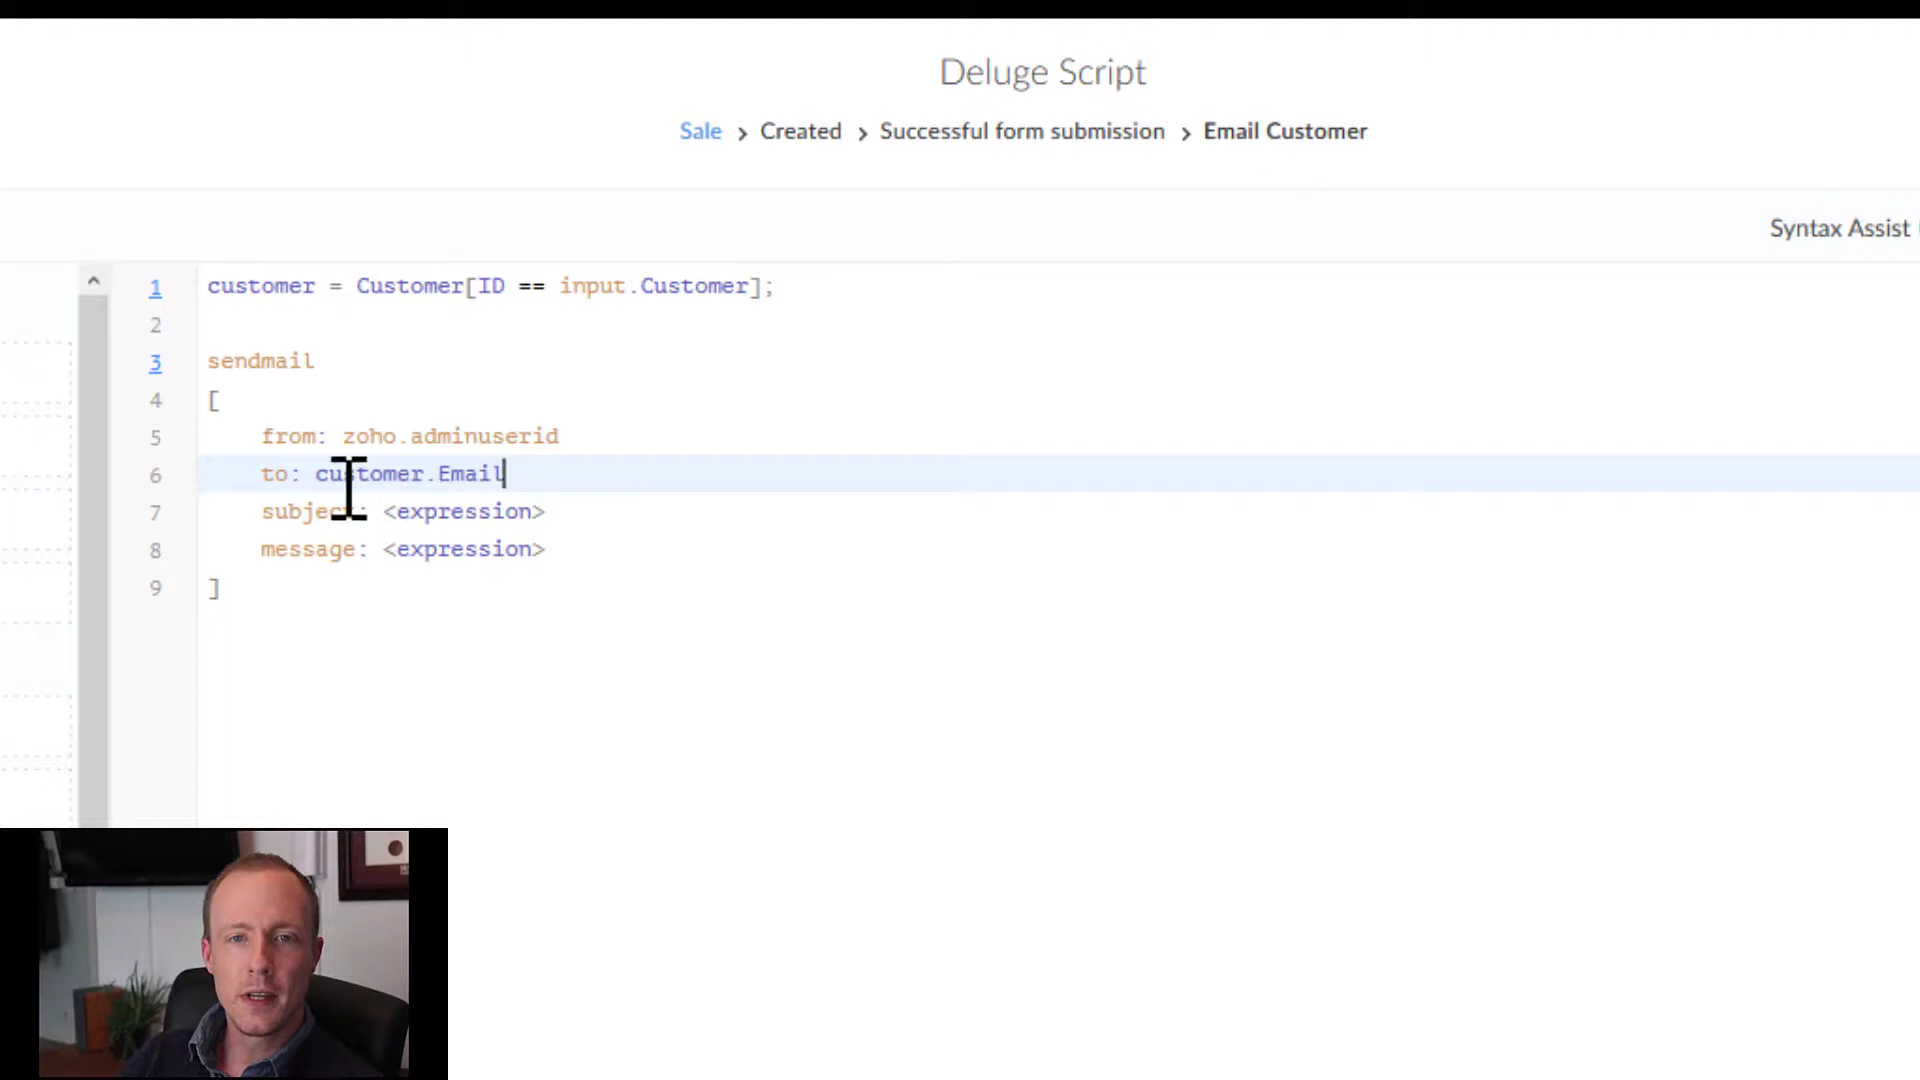 Deluge Script
Sale > Created > Successful form submission > Email Customer
Syntax Assist
1 customer = Customer[ID == input.Customer];
2
3 sendmail
4 [
5 from: zoho.adminuserid
6 to: customer.Email
7 subject: <expression>
8 message: <expression>
9 ]